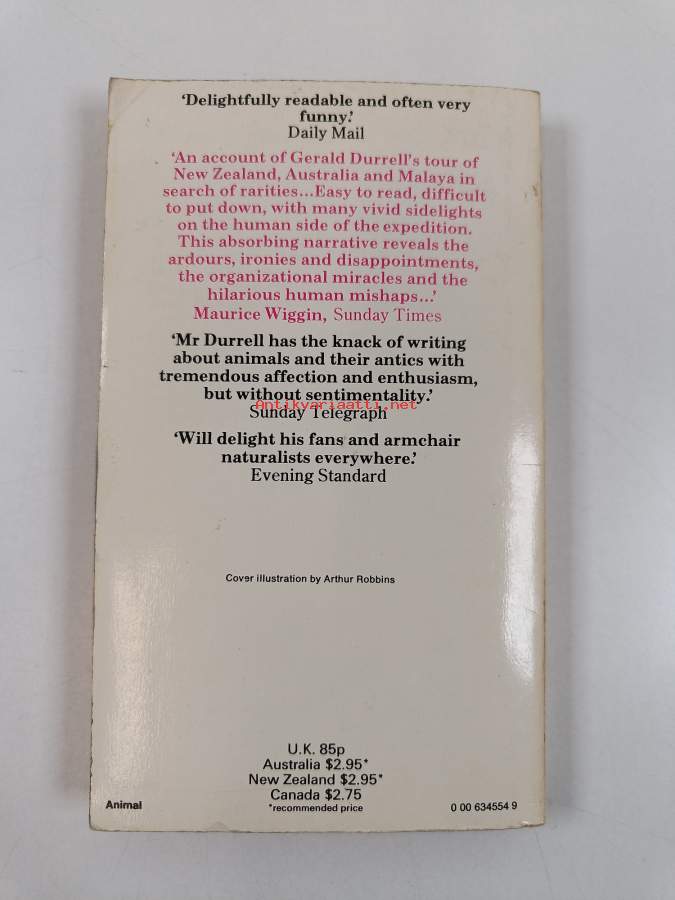 ‘Delightfully readable and often very
funny.’
Daily Mail
‘An account of Gerald Durrell's tour of
New Zealand, Australia and Malaya in
search of rarities...Easy to read, difficult
to put down, with many vivid sidelights
on the human side of the expedition.
This absorbing narrative reveals the
ardours, ironies and disappointments,
the organizational miracles and the
hilarious human mishaps...’
Maurice Wiggin, Sunday Times
‘Mr Durrell has the knack of writing
about animals and their antics with
tremendous affection and enthusiasm,
but without sentimentality.’
Antikvariaatti.net
Sunday Telegraph
‘Will delight his fans and armchair
naturalists everywhere.’
Evening Standard
Cover illustration by Arthur Robbins
U.K. 85p
Australia $2.95*
New Zealand $2.95*
Canada $2.75
*recommended price
Animal
0 00 634554 9